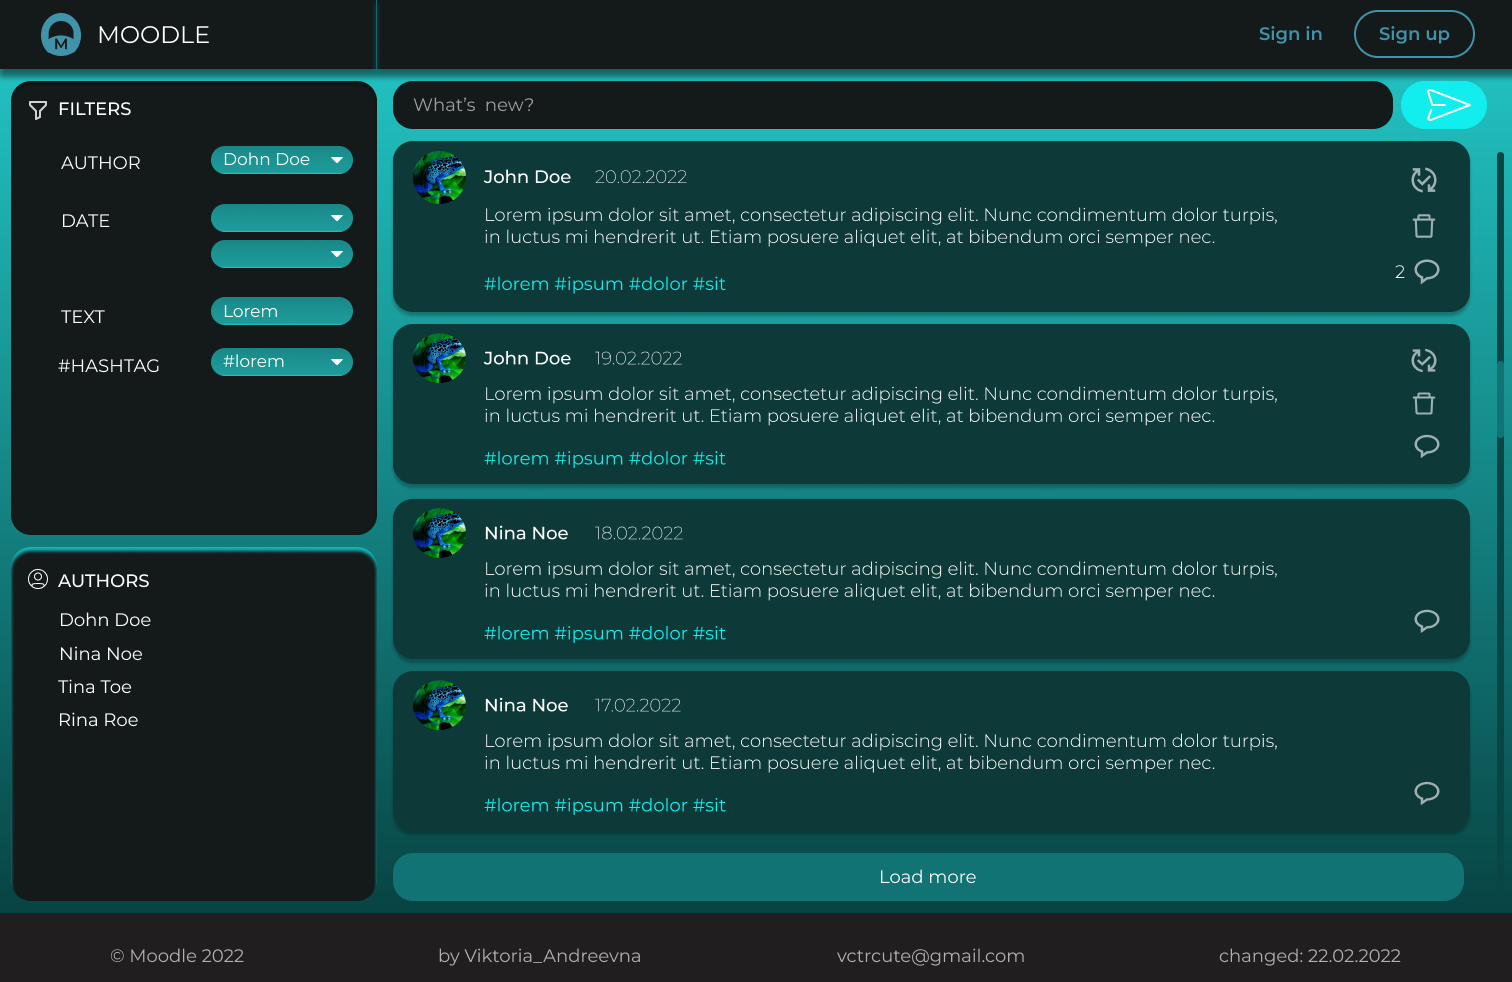 M
MOODLE
Sign in
Sign up
FILTERS
AUTHOR
Dohn Doe
DATE
TEXT
Lorem
#HASHTAG
#lorem
AUTHORS
Dohn Doe
Nina Noe
Tina Toe
Rina Roe
What's new?
John Doe 20.02.2022
Lorem ipsum dolor sit amet, consectetur adipiscing elit. Nunc condimentum dolor turpis,
in luctus mi hendrerit ut. Etiam posuere aliquet elit, at bibendum orci semper nec.
2
#lorem #ipsum #dolor #sit
John Doe 19.02.2022
Lorem ipsum dolor sit amet, consectetur adipiscing elit. Nunc condimentum dolor turpis,
in luctus mi hendrerit ut. Etiam posuere aliquet elit, at bibendum orci semper nec.
#lorem #ipsum #dolor #sit
Nina Noe 18.02.2022
Lorem ipsum dolor sit amet, consectetur adipiscing elit. Nunc condimentum dolor turpis,
in luctus mi hendrerit ut. Etiam posuere aliquet elit, at bibendum orci semper nec.
#lorem #ipsum #dolor #sit
Nina Noe 17.02.2022
Lorem ipsum dolor sit amet, consectetur adipiscing elit. Nunc condimentum dolor turpis,
in luctus mi hendrerit ut. Etiam posuere aliquet elit, at bibendum orci semper nec.
#lorem #ipsum #dolor #sit
Load more
© Moodle 2022
by Viktoria_Andreevna
vctrcute@gmail.com
changed: 22.02.2022